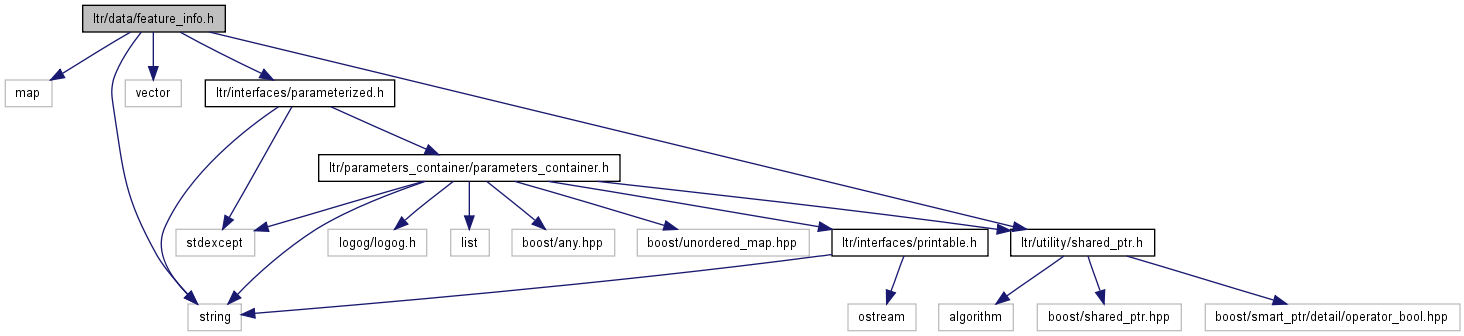 ltr/data/feature_info.h
map
vector
ltr/interfaces/parameterized.h
ltr/parameters_container/parameters_container.h
stdexcept
logog/logog.h
list
boost/any.hpp
boost/unordered_map.hpp
ltr/interfaces/printable.h
ltr/utility/shared_ptr.h
string
ostream
algorithm
boost/shared_ptr.hpp
boost/smart_ptr/detail/operator_bool.hpp